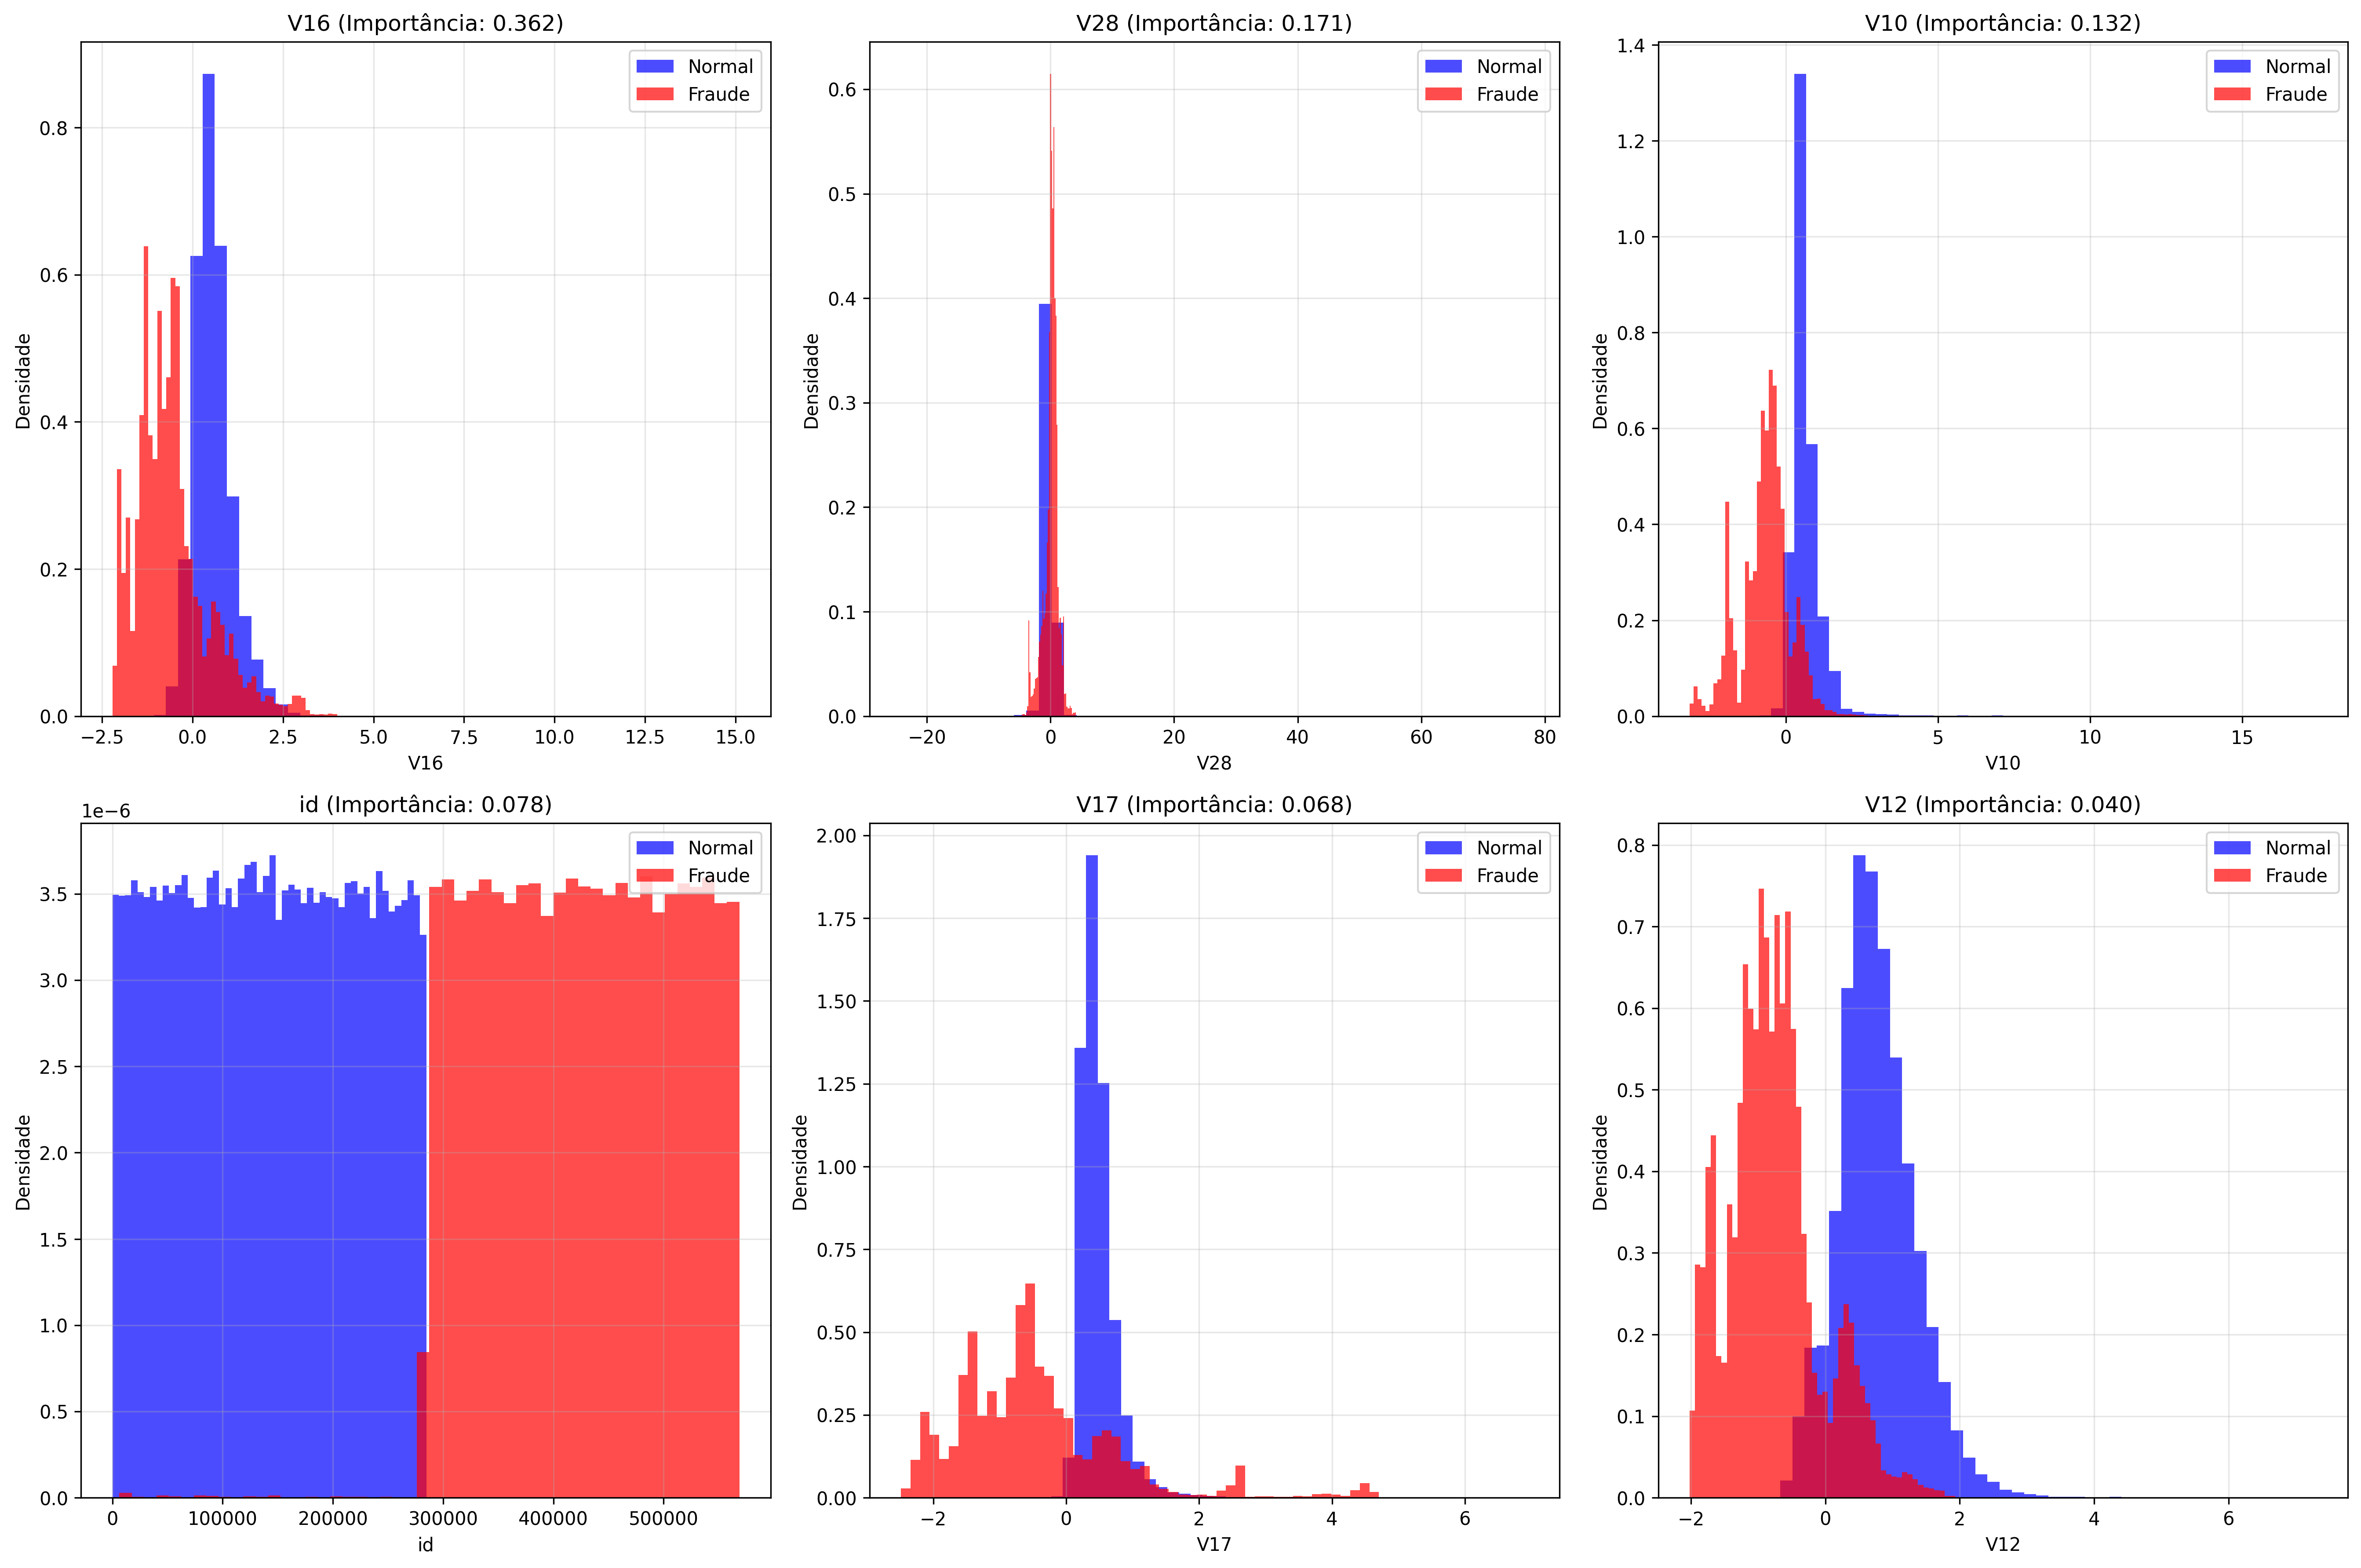 V16 (Importância: 0.362)
Densidade
0.8
0.6
0.4
0.2
0.0
Normal
Fraude
−2.5 0.0 2.5 5.0 7.5 10.0 12.5 15.0
V16
V28 (Importância: 0.171)
Densidade
0.6
0.5
0.4
0.3
0.2
0.1
0.0
Normal
Fraude
−20 0 20 40 60 80
V28
V10 (Importância: 0.132)
Densidade
1.4
1.2
1.0
0.8
0.6
0.4
0.2
0.0
Normal
Fraude
0 5 10 15
V10
id (Importância: 0.078)
1e−6
Densidade
3.5
3.0
2.5
2.0
1.5
1.0
0.5
0.0
Normal
Fraude
0 100000 200000 300000 400000 500000
id
V17 (Importância: 0.068)
Densidade
2.00
1.75
1.50
1.25
1.00
0.75
0.50
0.25
0.00
Normal
Fraude
−2 0 2 4 6
V17
V12 (Importância: 0.040)
Densidade
0.8
0.7
0.6
0.5
0.4
0.3
0.2
0.1
0.0
Normal
Fraude
−2 0 2 4 6
V12